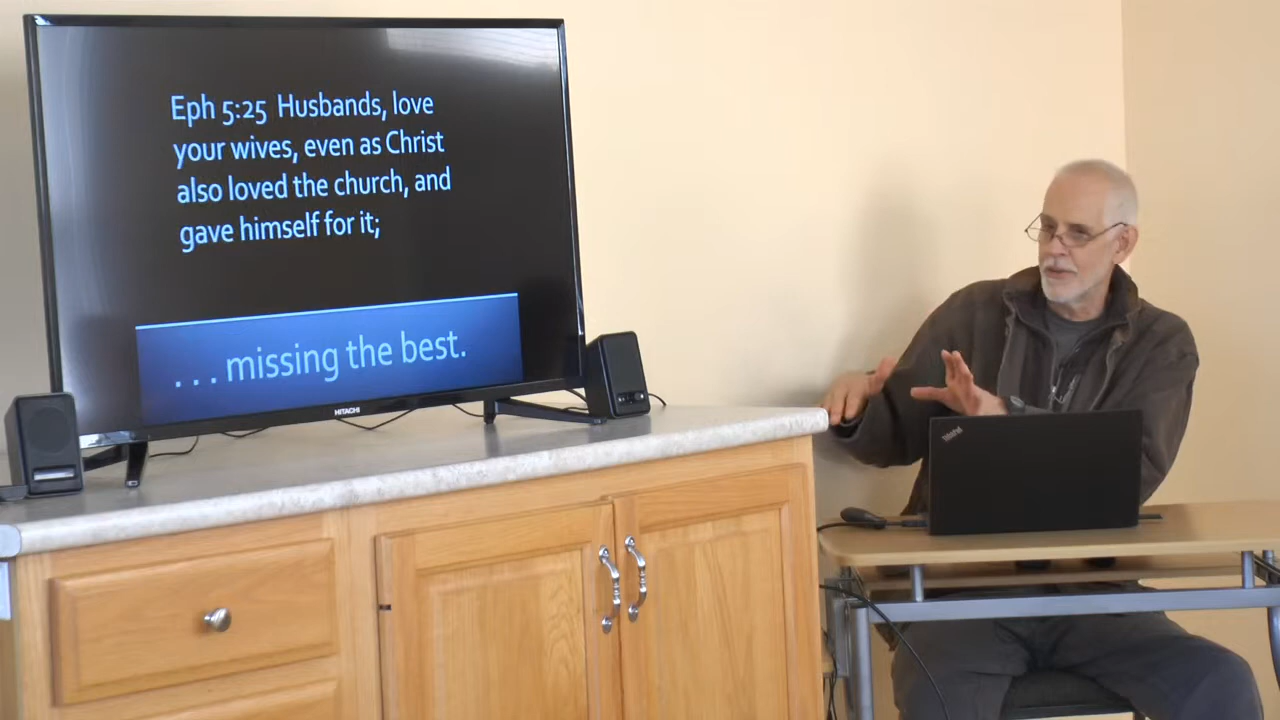 Eph 5:25 Husbands, love
your wives, even as Christ
also loved the church, and
gave himself for it;
. . . missing the best.
HITACHI
ThinkPad